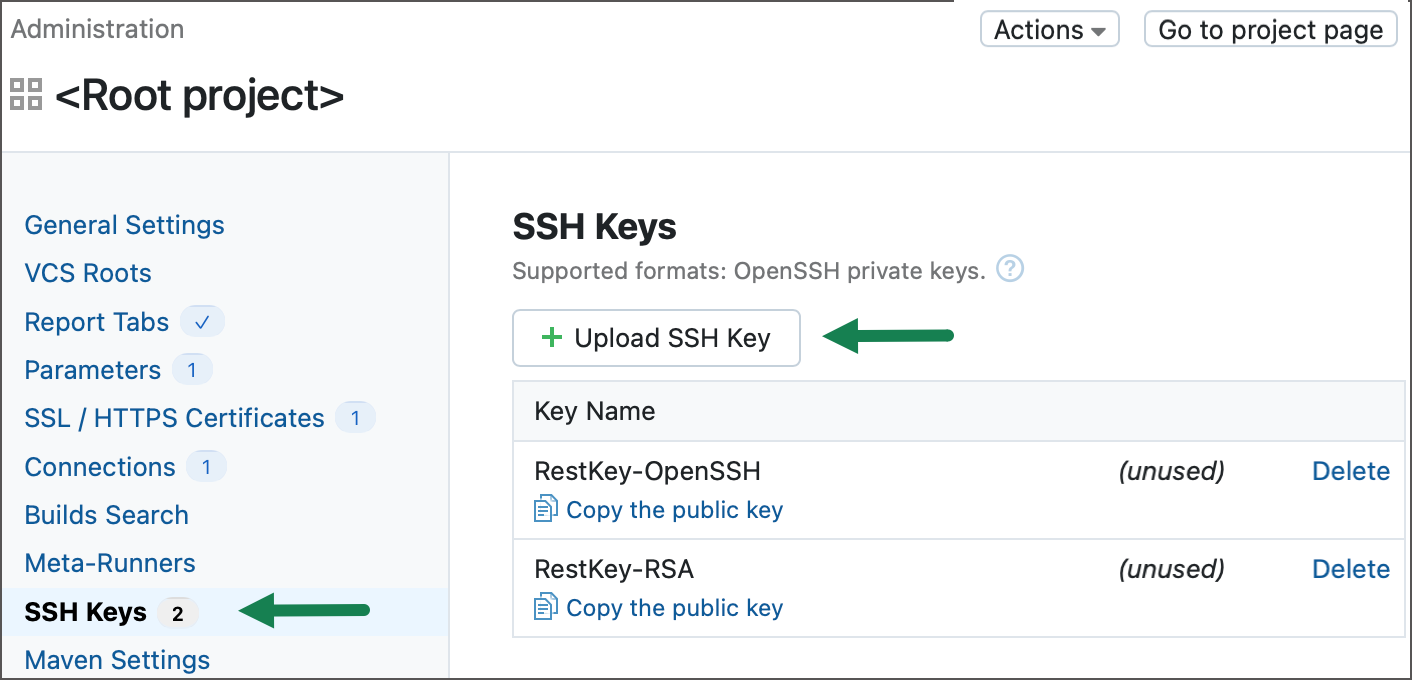 Administration
Actions
Go to project page
<Root project>
General Settings
VCS Roots
Report Tabs
Parameters 1
SSL / HTTPS Certificates 1
Connections 1
Builds Search
Meta-Runners
SSH Keys 2
Maven Settings
SSH Keys
Supported formats: OpenSSH private keys. ?
+ Upload SSH Key
Key Name
RestKey-OpenSSH (unused) Delete
Copy the public key
RestKey-RSA (unused) Delete
Copy the public key